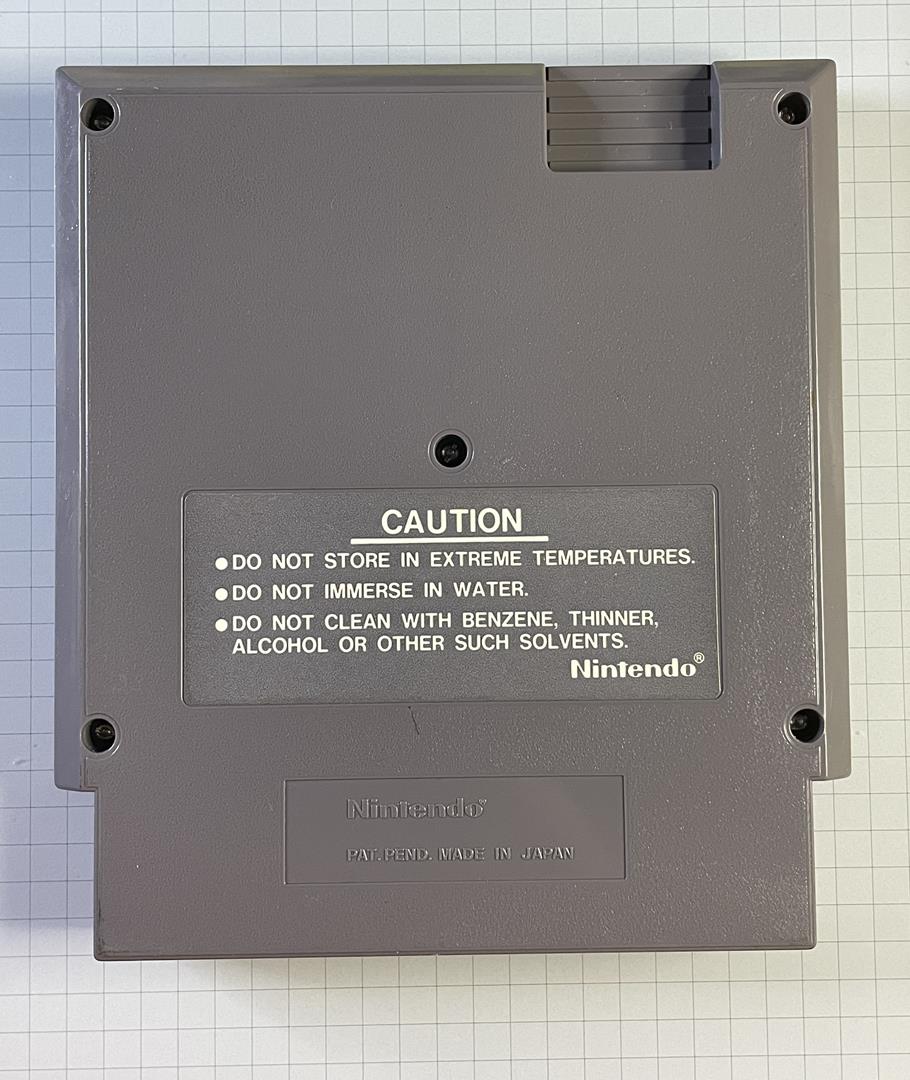 CAUTION
●DO NOT STORE IN EXTREME TEMPERATURES.
●DO NOT IMMERSE IN WATER.
●DO NOT CLEAN WITH BENZENE, THINNER,
ALCOHOL OR OTHER SUCH SOLVENTS.
Nintendo®
Nintendo
PAT. PEND. MADE IN JAPAN